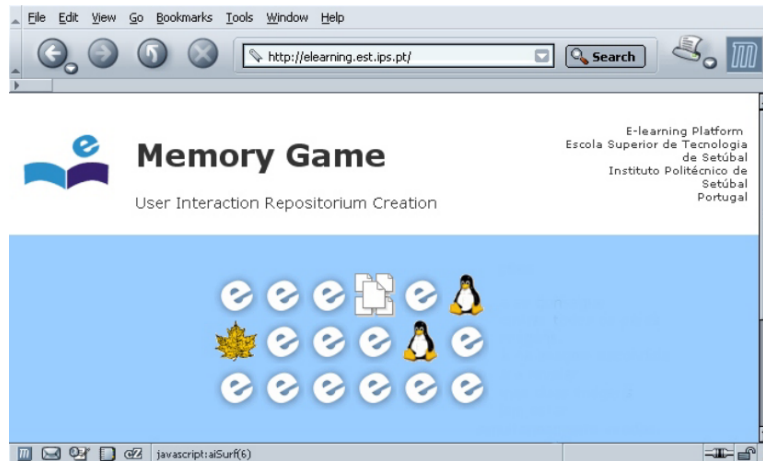 File Edit View Go Bookmarks Tools Window Help
http://elearning.est.ips.pt/ Search
Memory Game
User Interaction Repositorium Creation
E-learning Platform
Escola Superior de Tecnologia
de Setúbal
Instituto Politécnico de
Setúbal
Portugal
javascript:aiSurf(6)